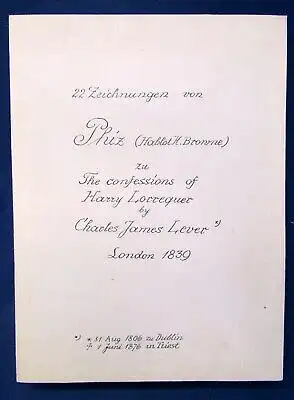 22 Zeichnungen von
Phiz (Hablot K. Browne)
zu
The confessions of
Harry Lorrequer
by
Charles James Lever *)
London 1839
*) * 31 Aug 1806 zu Dublin
† 1 Juni 1876 in Triest